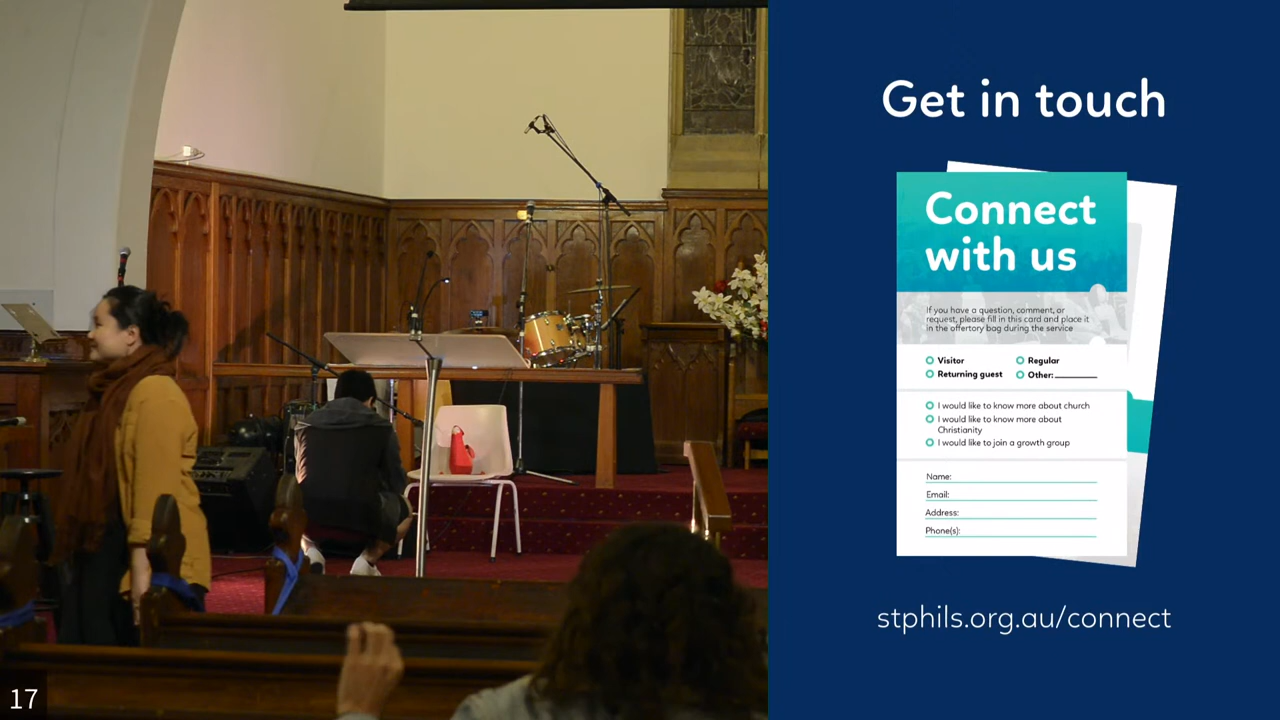 Get in touch
Connect
with us
If you have a question, comment, or
request, please fill in this card and place it
in the offertory bag during the service
Visitor
Regular
Returning guest
Other:
I would like to know more about church
I would like to know more about
Christianity
I would like to join a growth group
Name:
Email:
Address:
Phone(s):
stphils.org.au/connect
17